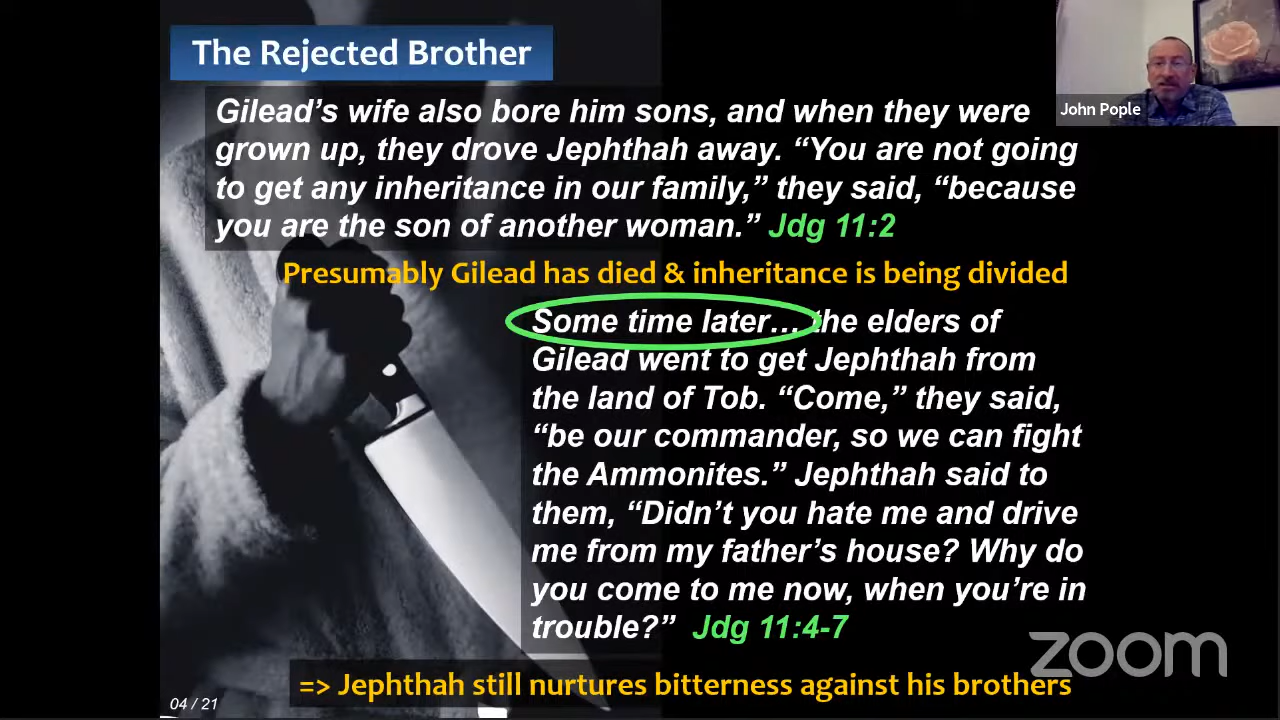 The Rejected Brother
Gilead’s wife also bore him sons, and when they were
grown up, they drove Jephthah away. “You are not going
to get any inheritance in our family,” they said, “because
you are the son of another woman.” Jdg 11:2
Presumably Gilead has died & inheritance is being divided
Some time later… the elders of
Gilead went to get Jephthah from
the land of Tob. “Come,” they said,
“be our commander, so we can fight
the Ammonites.” Jephthah said to
them, “Didn’t you hate me and drive
me from my father’s house? Why do
you come to me now, when you’re in
trouble?” Jdg 11:4-7
=> Jephthah still nurtures bitterness against his brothers
04 / 21
John Pople
zoom